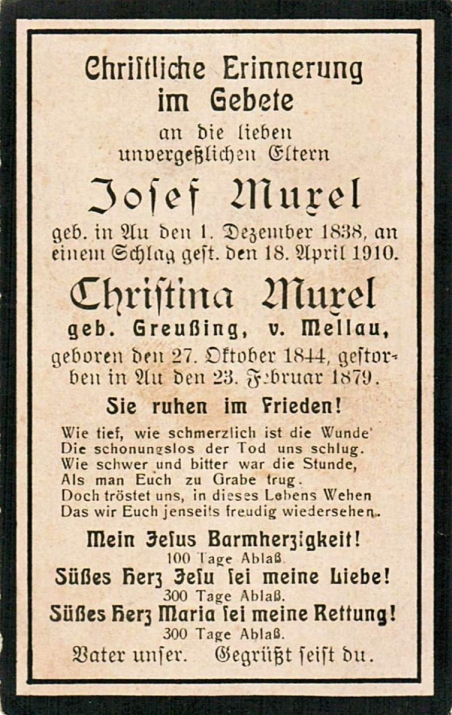 Christliche Erinnerung
im Gebete
an die lieben
unvergeßlichen Eltern
Josef Muxel
geb. in Au den 1. Dezember 1838, an
einem Schlag gest. den 18. April 1910.
Christina Muxel
geb. Greußing, v. Mellau,
geboren den 27. Oktober 1844, gestor-
ben in Au den 23. Februar 1879.
Sie ruhen im Frieden!
Wie tief, wie schmerzlich ist die Wunde
Die schonungslos der Tod uns schlug.
Wie schwer und bitter war die Stunde,
Als man Euch zu Grabe trug.
Doch tröstet uns, in dieses Lebens Wehen
Das wir Euch jenseits freudig wiedersehen.
Mein Jesus Barmherzigkeit!
100 Tage Ablaß.
Süßes Herz Jesu sei meine Liebe!
300 Tage Ablaß.
Süßes Herz Maria sei meine Rettung!
300 Tage Ablaß.
Vater unser. Gegrüßt seist du.